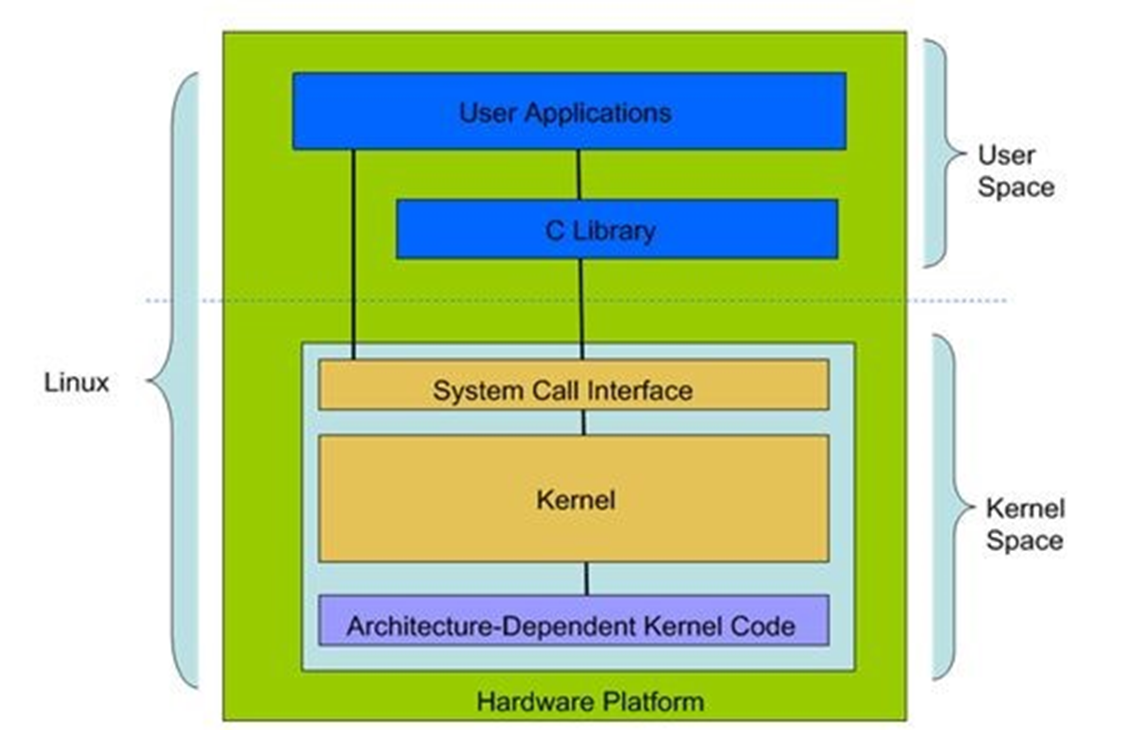 User Applications
User
Space
C Library
Linux
System Call Interface
Kernel
Kernel
Space
Architecture-Dependent Kernel Code
Hardware Platform